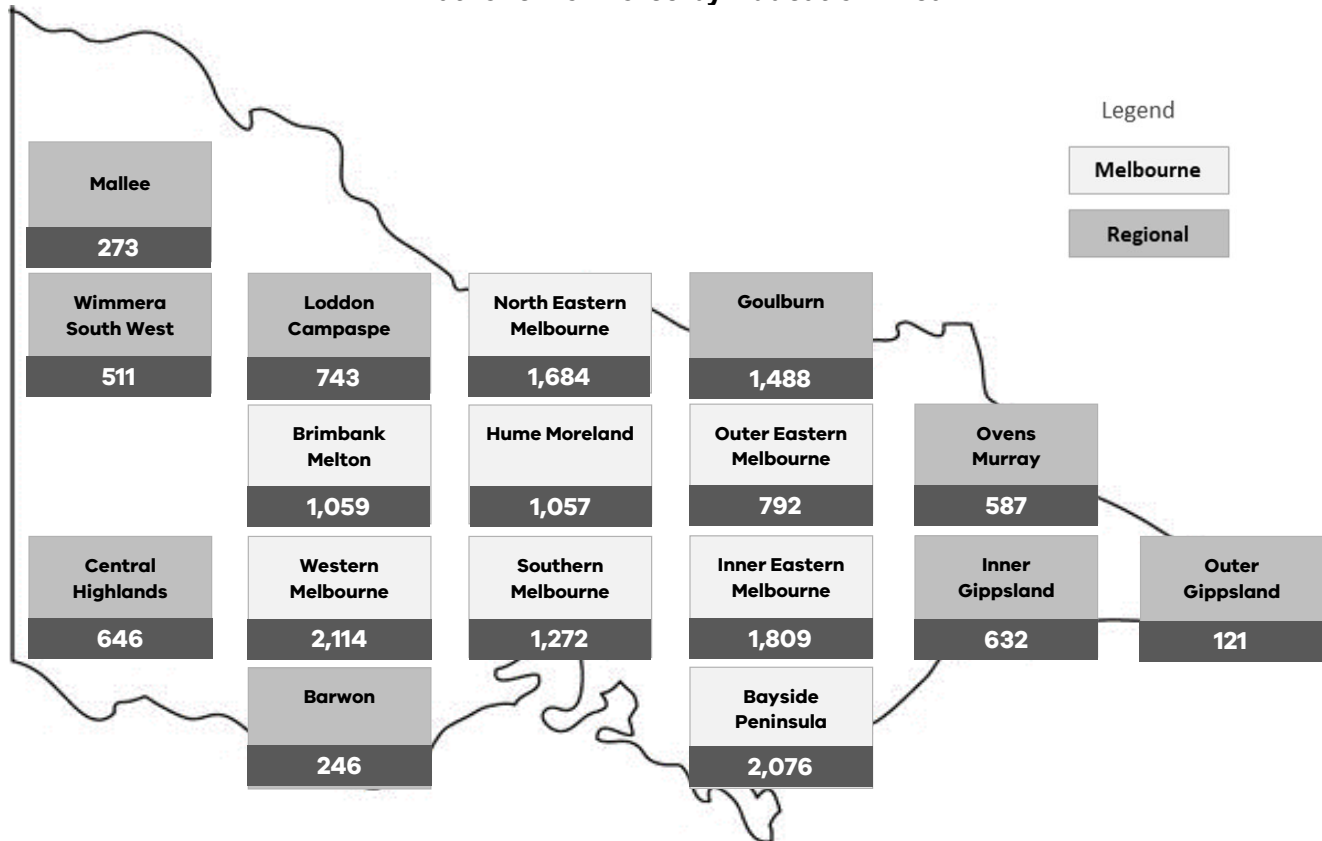 Legend
Melbourne
Regional
Mallee
273
Wimmera
South West
511
Loddon
Campaspe
743
North Eastern
Melbourne
1,684
Goulburn
1,488
Brimbank
Melton
1,059
Hume Moreland
1,057
Outer Eastern
Melbourne
792
Ovens
Murray
587
Central
Highlands
646
Western
Melbourne
2,114
Southern
Melbourne
1,272
Inner Eastern
Melbourne
1,809
Inner
Gippsland
632
Outer
Gippsland
121
Barwon
246
Bayside
Peninsula
2,076